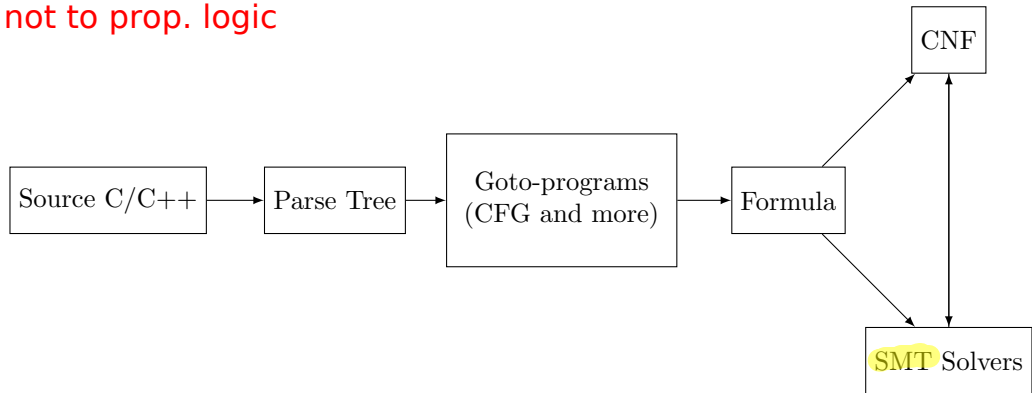 not to prop. logic
CNF
Source C/C++
Parse Tree
Goto-programs
(CFG and more)
Formula
SMT Solvers